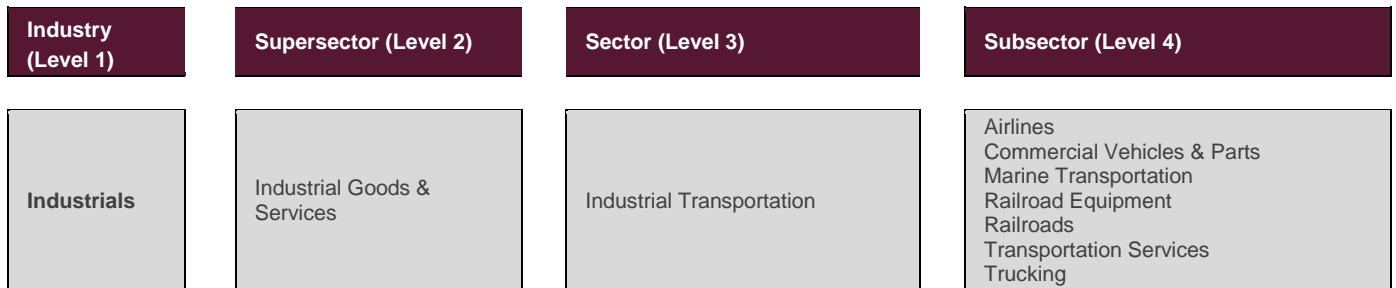 Industry
(Level 1)
Supersector (Level 2)
Sector (Level 3)
Subsector (Level 4)
Industrials
Industrial Goods &
Services
Industrial Transportation
Airlines
Commercial Vehicles & Parts
Marine Transportation
Railroad Equipment
Railroads
Transportation Services
Trucking